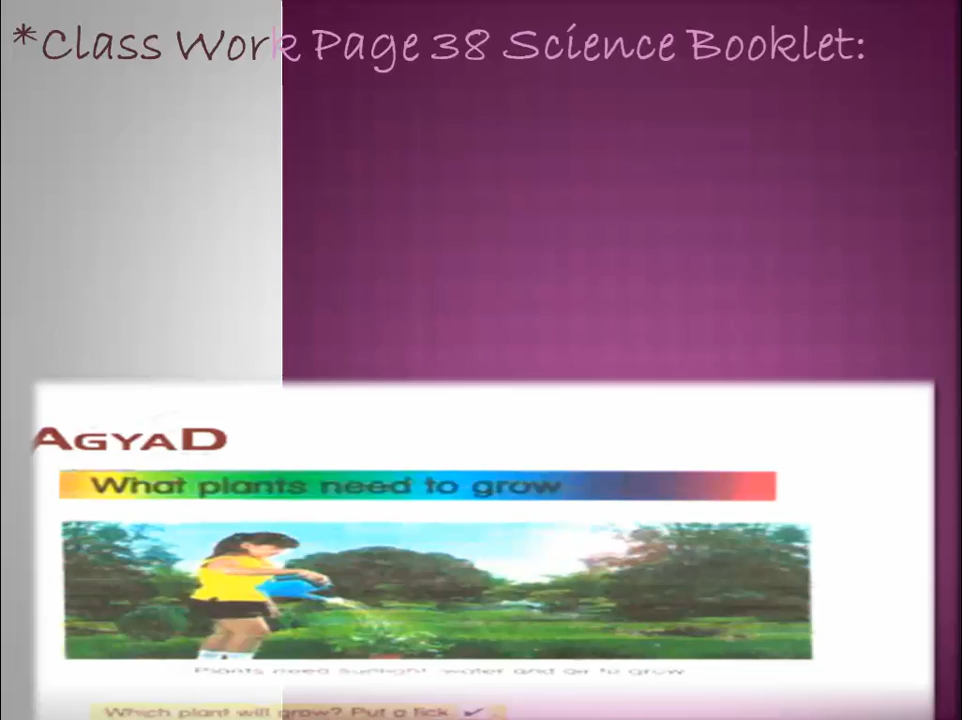 *Class Work Page 38 Science Booklet:
AGYAD
What plants need to grow
Plants need sunlight, water and air to grow
Which plant will grow? Put a tick ✓